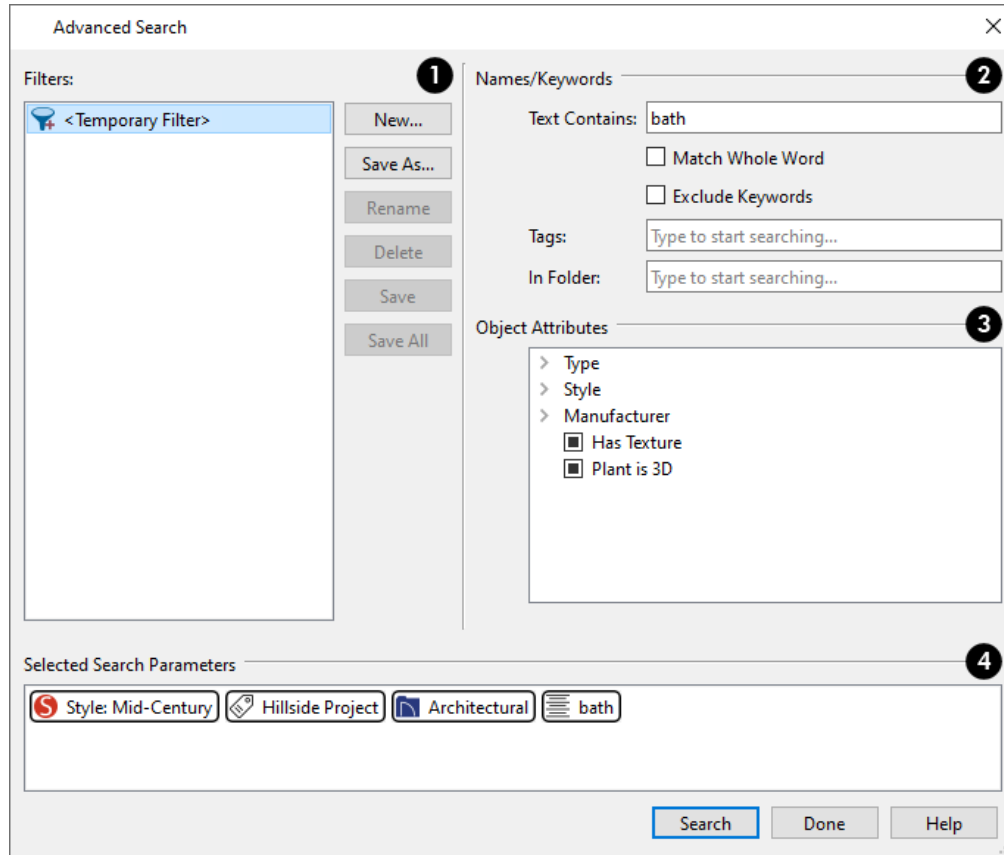 Advanced Search
Filters:
1
<Temporary Filter>
New...
Save As...
Rename
Delete
Save
Save All
Names/Keywords
2
Text Contains: bath
Match Whole Word
Exclude Keywords
Tags: Type to start searching...
In Folder: Type to start searching...
Object Attributes
3
Type
Style
Manufacturer
Has Texture
Plant is 3D
Selected Search Parameters
4
S Style: Mid-Century Hillside Project Architectural bath
Search Done Help